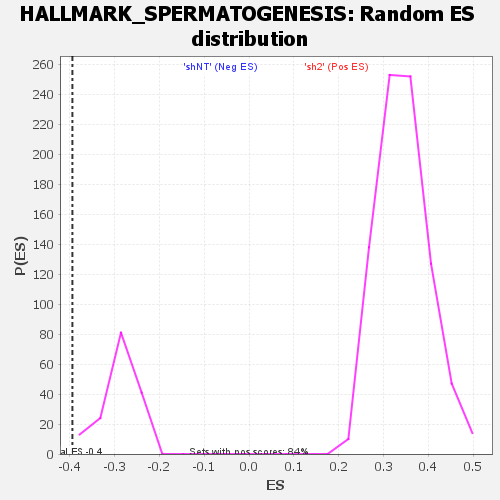 HALLMARK_SPERMATOGENESIS: Random ES
distribution
'shNT' (Neg ES) 'sh2' (Pos ES)
260
240
220
200
180
160
140
120
100
80
60
40
20
0
P(ES)
al ES -0.4 Sets with pos scores: 84%
-0.4 -0.3 -0.2 -0.1 0.0 0.1 0.2 0.3 0.4 0.5
ES